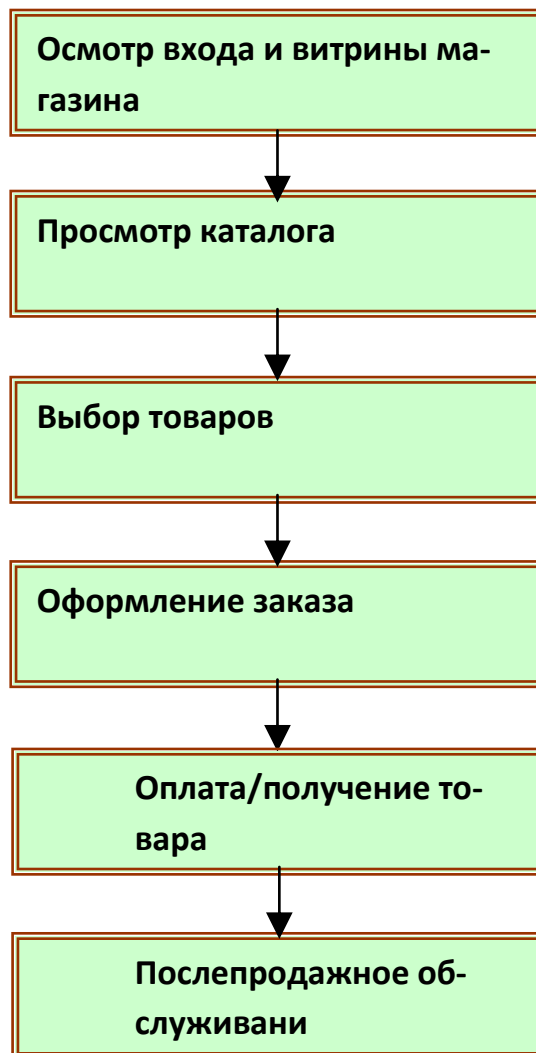 Осмотр входа и витрины ма-
газина
Просмотр каталога
Выбор товаров
Оформление заказа
Оплата/получение то-
вара
Послепродажное об-
служивани